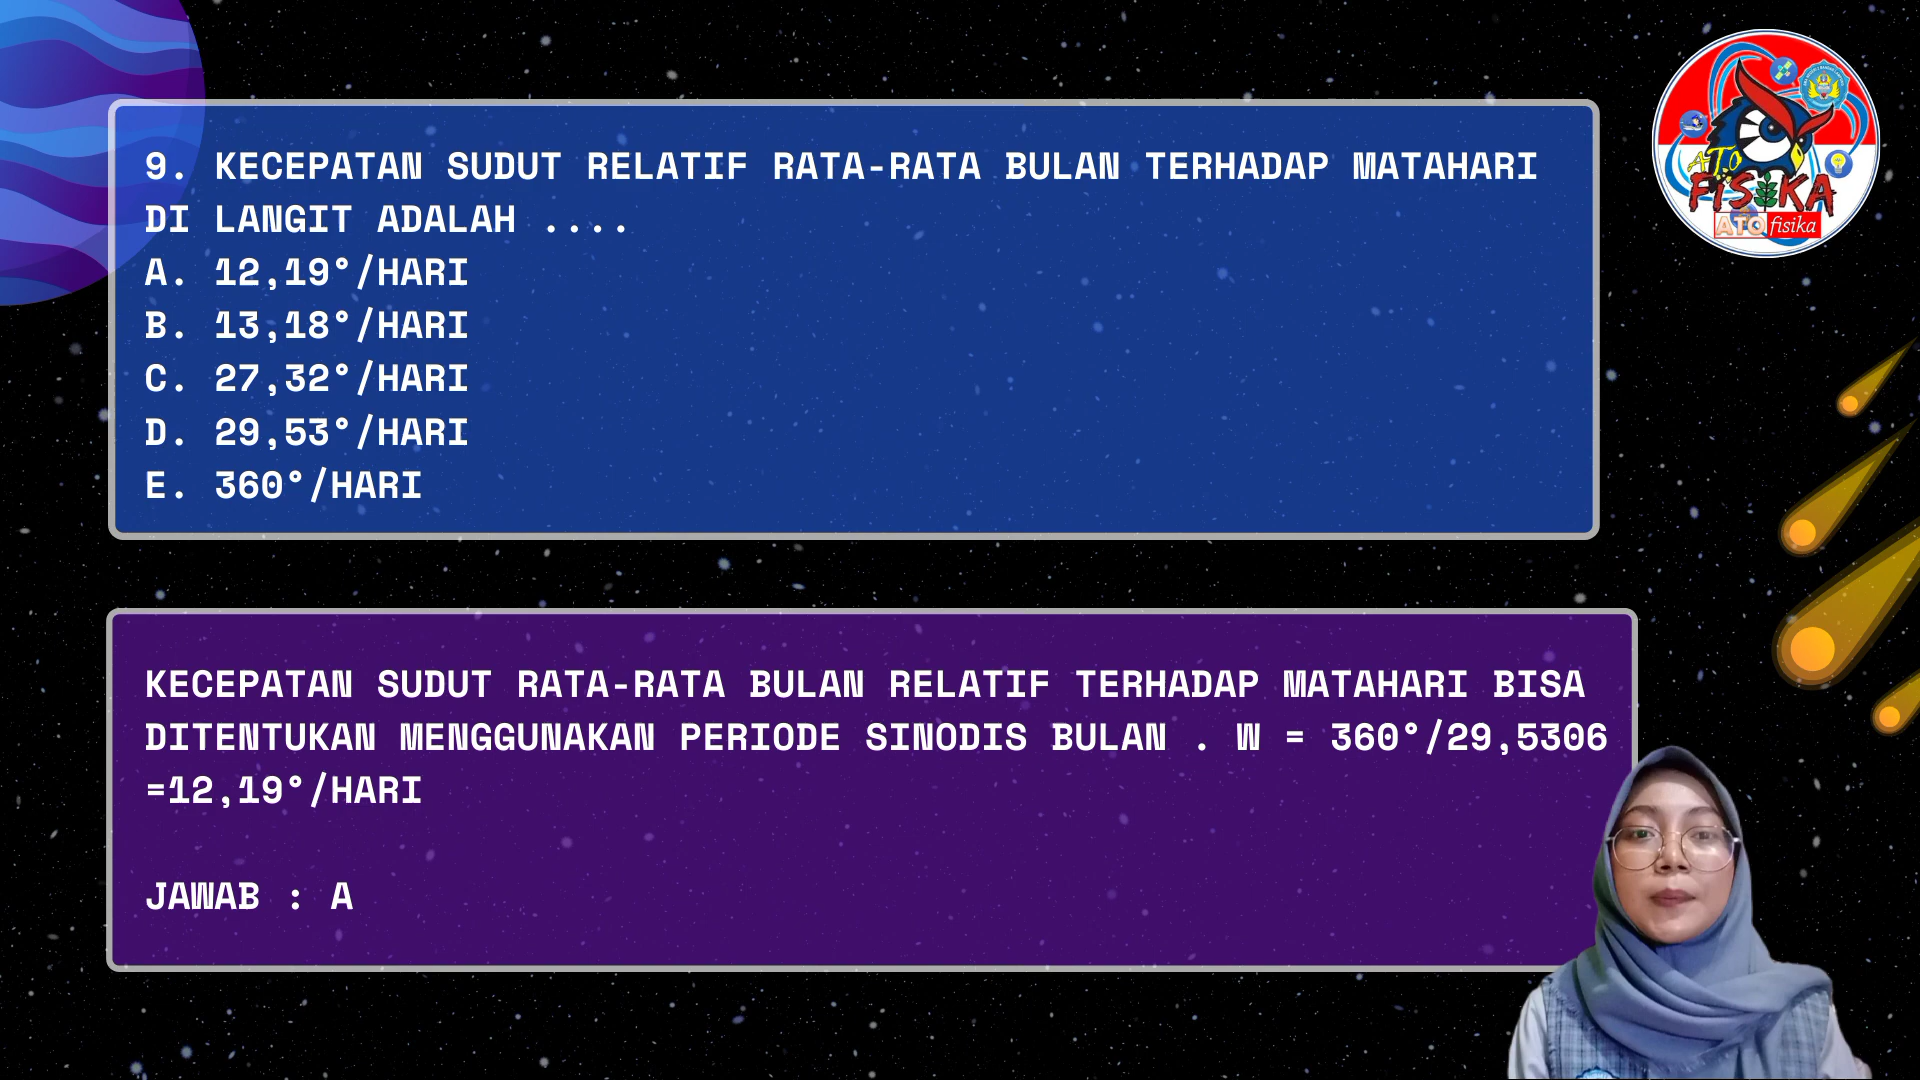 9. KECEPATAN SUDUT RELATIF RATA-RATA BULAN TERHADAP MATAHARI
DI LANGIT ADALAH ....
A. 12,19°/HARI
B. 13,18°/HARI
C. 27,32°/HARI
D. 29,53°/HARI
E. 360°/HARI
ATO
FISIKA
ATO fisika
KECEPATAN SUDUT RATA-RATA BULAN RELATIF TERHADAP MATAHARI BISA
DITENTUKAN MENGGUNAKAN PERIODE SINODIS BULAN . W = 360°/29,5306
=12,19°/HARI
JAWAB : A